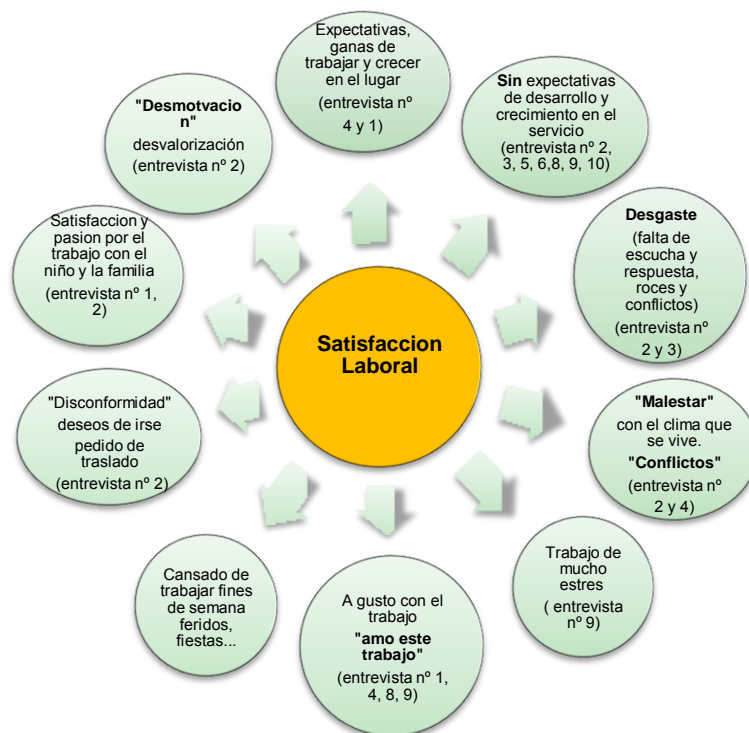 Expectativas,
ganas de
trabajar y crecer
en el lugar
(entrevista nº
4 y 1)
Sin expectativas
de desarrollo y
crecimiento en el
servicio
(entrevista nº 2,
3, 5, 6,8, 9, 10)
Desgaste
(falta de
escucha y
respuesta,
roces y
conflictos)
(entrevista nº
2 y 3)
"Malestar"
con el clima que
se vive.
"Conflictos"
(entrevista nº
2 y 4)
Trabajo de
mucho
estres
( entrevista
nº 9)
A gusto con el
trabajo
"amo este
trabajo"
(entrevista nº 1,
4, 8, 9)
Cansado de
trabajar fines
de semana
feridos,
fiestas...
"Disconformidad"
deseos de irse
pedido de
traslado
(entrevista nº 2)
Satisfaccion y
pasion por el
trabajo con el
niño y la familia
(entrevista nº 1,
2)
"Desmotvacio
n"
desvalorización
(entrevista nº 2)
Satisfaccion
Laboral